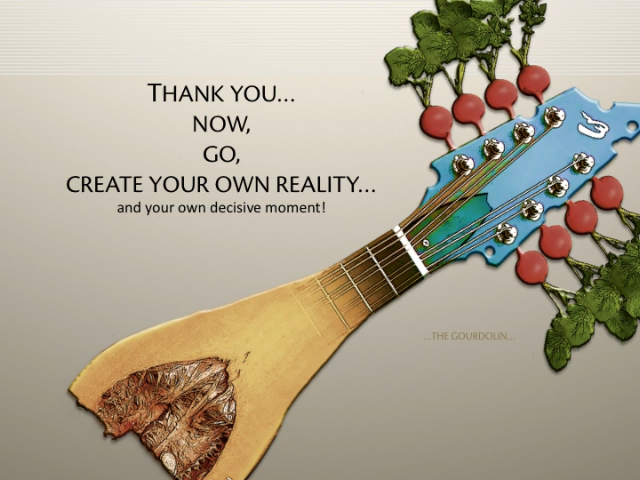 THANK YOU...
NOW,
GO,
CREATE YOUR OWN REALITY...
and your own decisive moment!
...THE GOURDOLIN...